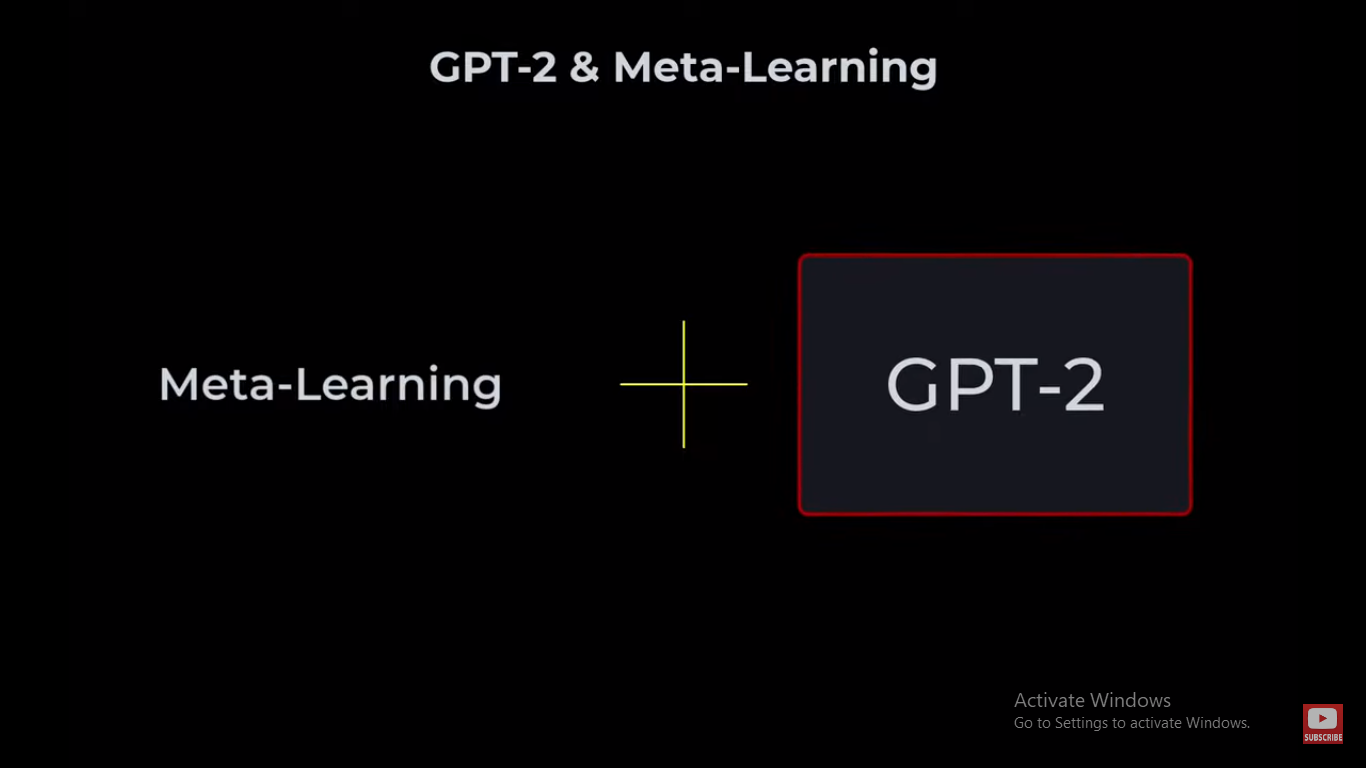 GPT-2 & Meta-Learning
Meta-Learning
GPT-2
Activate Windows
Go to Settings to activate Windows.
SUBSCRIBE